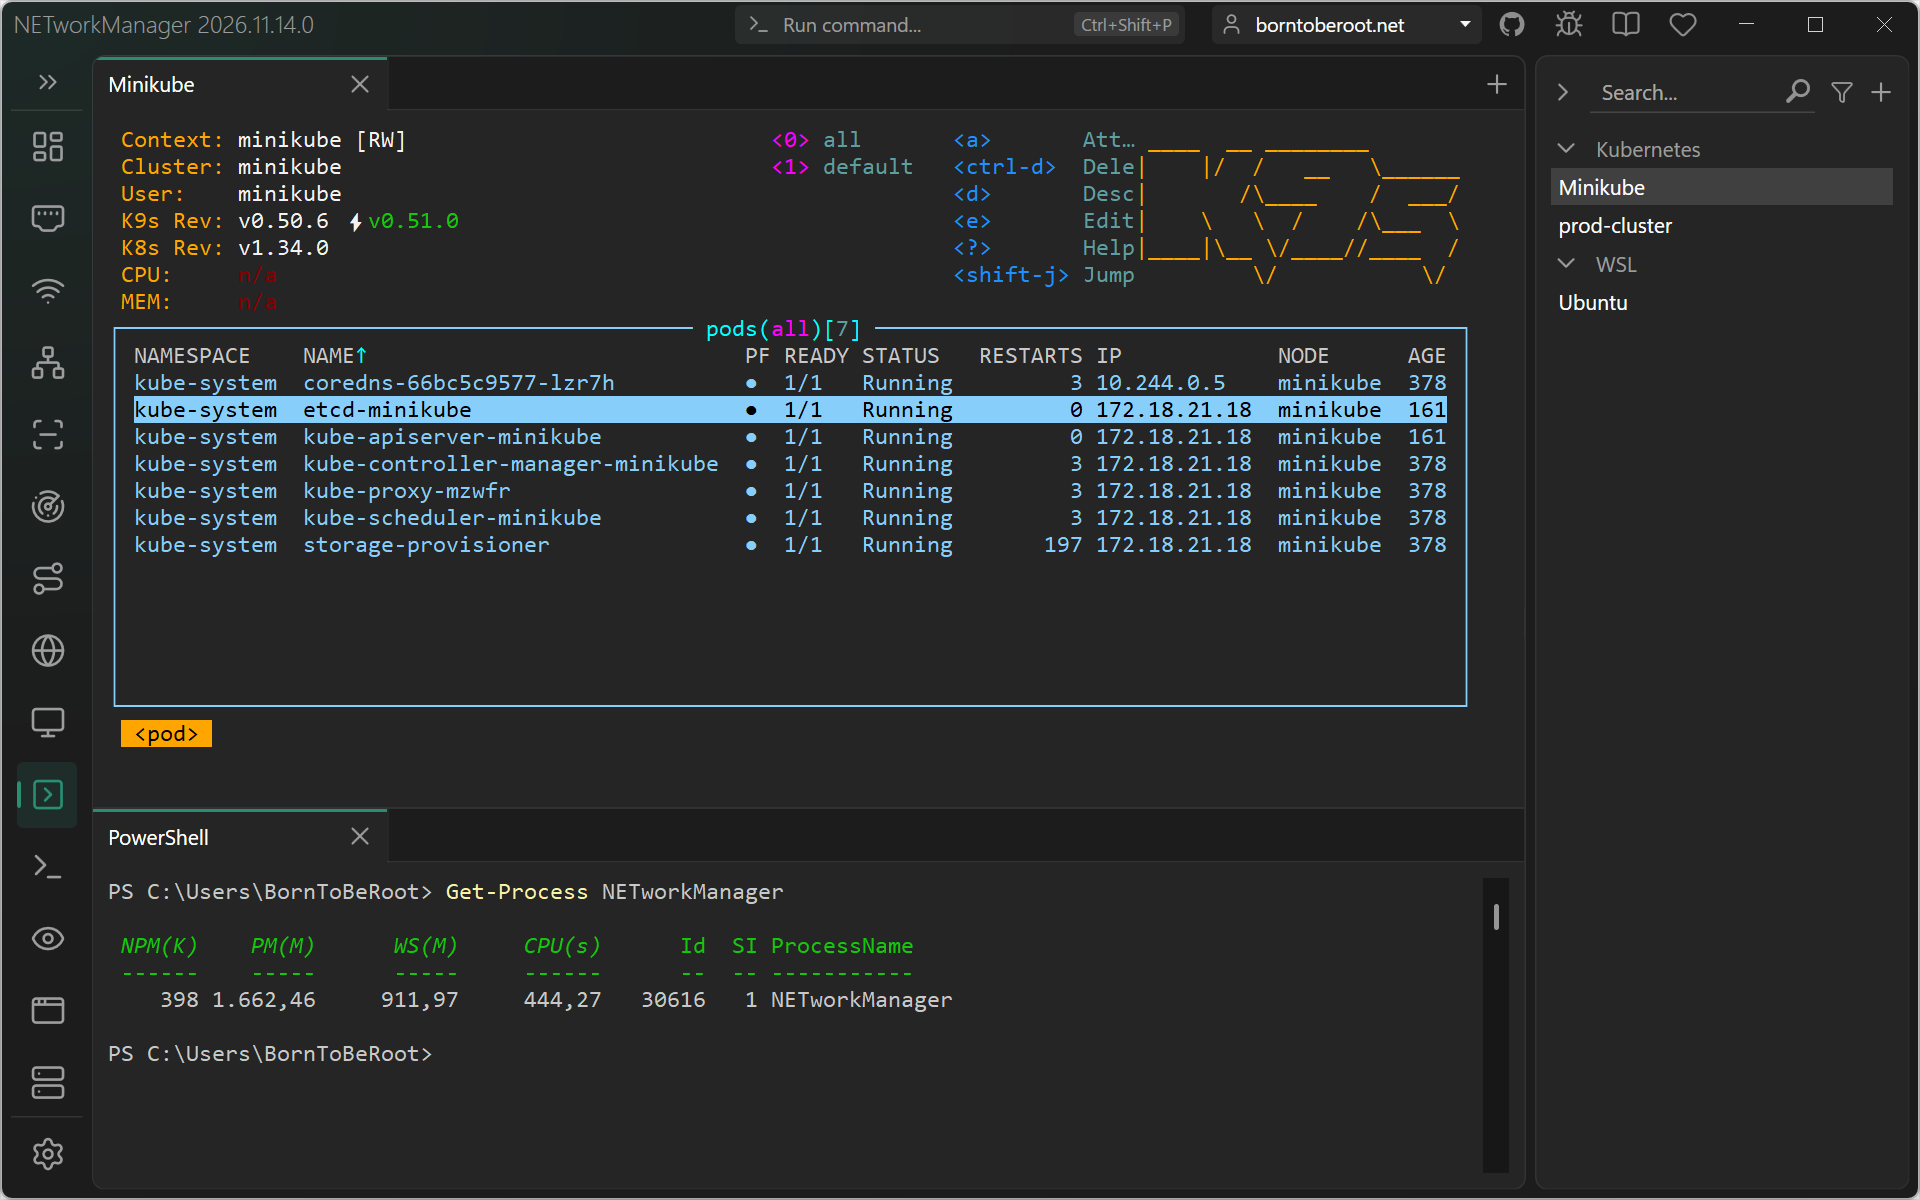 NETworkManager 2026.11.14.0
Run command...
Ctrl+Shift+P
borntoberoot.net
Minikube
Context: minikube [RW]
Cluster: minikube
User: minikube
K9s Rev: v0.50.6 ⚡v0.51.0
K8s Rev: v1.34.0
CPU: n/a
MEM: n/a
<0> all
<1> default
<a> Att…
<ctrl-d> Dele
<d> Desc
<e> Edit
<?> Help
<shift-j> Jump
pods(all)[7]
NAMESPACE NAME↑ PF READY STATUS RESTARTS IP NODE AGE
kube-system coredns-66bc5c9577-lzr7h ● 1/1 Running 3 10.244.0.5 minikube 378
kube-system etcd-minikube ● 1/1 Running 0 172.18.21.18 minikube 161
kube-system kube-apiserver-minikube ● 1/1 Running 0 172.18.21.18 minikube 161
kube-system kube-controller-manager-minikube ● 1/1 Running 3 172.18.21.18 minikube 378
kube-system kube-proxy-mzwfr ● 1/1 Running 3 172.18.21.18 minikube 378
kube-system kube-scheduler-minikube ● 1/1 Running 3 172.18.21.18 minikube 378
kube-system storage-provisioner ● 1/1 Running 197 172.18.21.18 minikube 378
<pod>
PowerShell
PS C:\Users\BornToBeRoot> Get-Process NETworkManager
NPM(K) PM(M) WS(M) CPU(s) Id SI ProcessName
------ ----- ----- ------ -- -- -----------
398 1.662,46 911,97 444,27 30616 1 NETworkManager
PS C:\Users\BornToBeRoot>
Search...
Kubernetes
Minikube
prod-cluster
WSL
Ubuntu